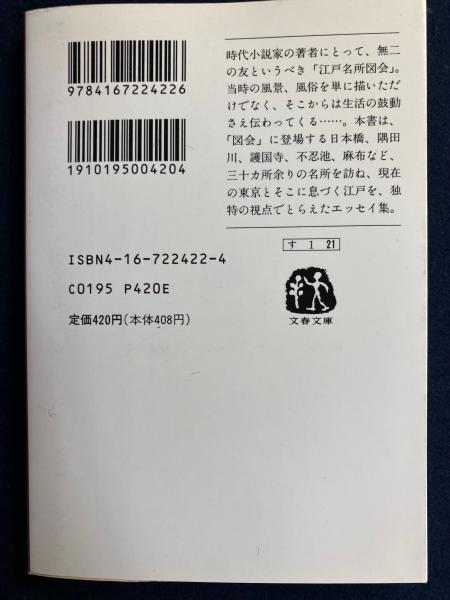 9784167224226
1910195004204
ISBN4-16-722422-4
C0195 P420E
定価420円(本体408円)
時代小説家の著者にとって、無二
の友というべき「江戸名所図会」。
当時の風景、風俗を単に描いただ
けでなく、そこからは生活の鼓動
さえ伝わってくる……。本書は、
「図会」に登場する日本橋、隅田
川、護国寺、不忍池、麻布など、
三十カ所余りの名所を訪ね、現在
の東京とそこに息づく江戸を、独
特の視点でとらえたエッセイ集。
す 1 21
文春文庫